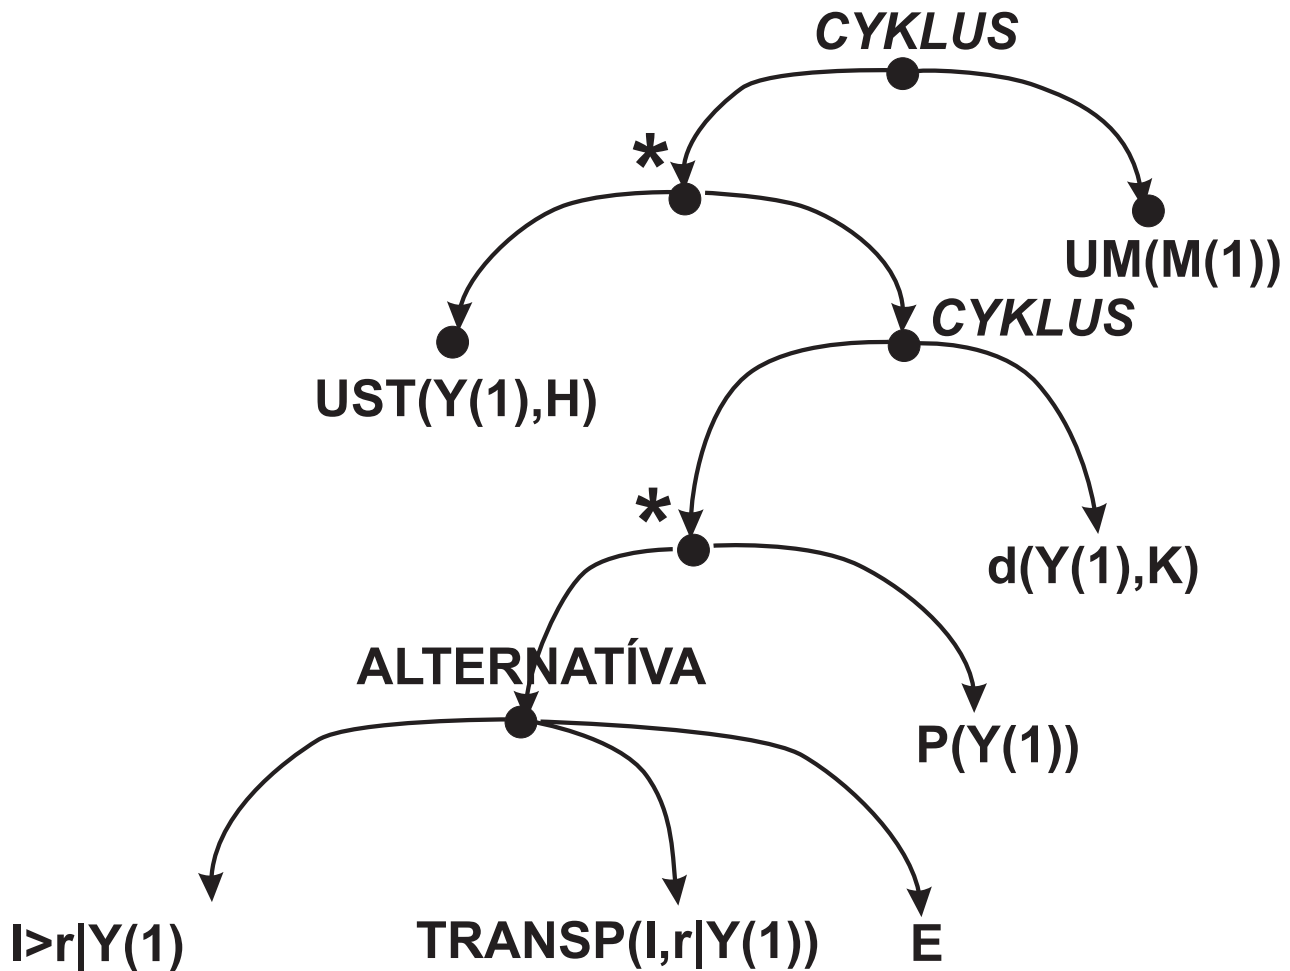 CYKLUS
*
UM(M(1))
CYKLUS
UST(Y(1),H)
*
d(Y(1),K)
ALTERNATÍVA
P(Y(1))
l>r|Y(1)
TRANSP(l,r|Y(1))
E